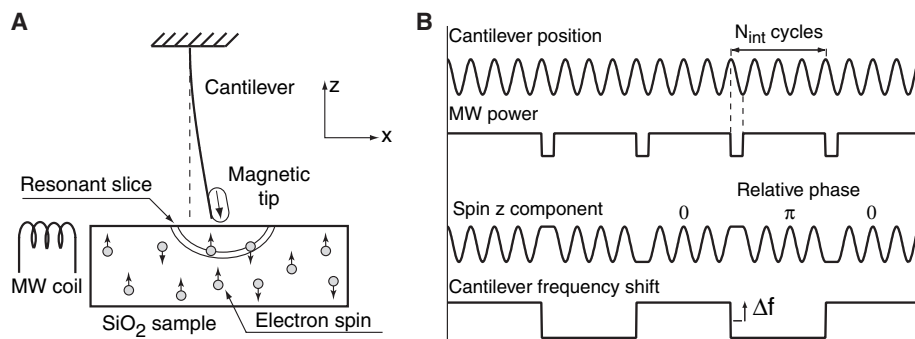 A
Cantilever
z
x
Magnetic
tip
Resonant slice
MW coil
SiO₂ sample
Electron spin
B
N_int cycles
Cantilever position
MW power
Relative phase
Spin z component
0
π
0
Cantilever frequency shift
Δf